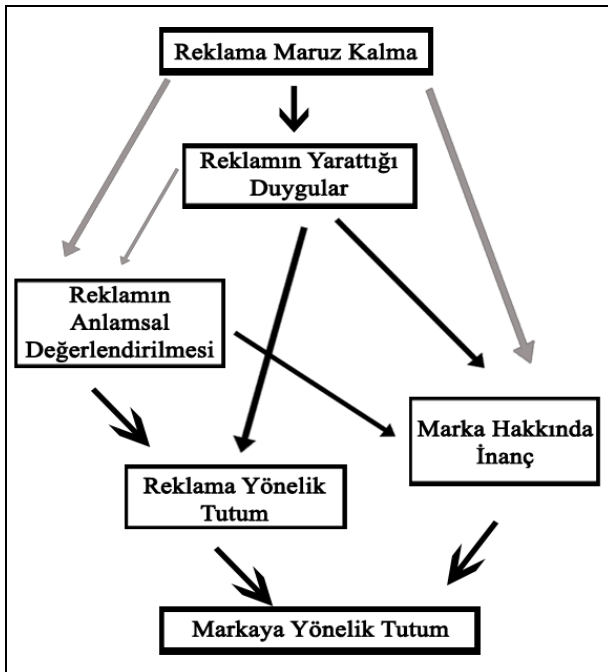 Reklama Maruz Kalma
Reklamın Yarattığı
Duygular
Reklamın
Anlamsal
Değerlendirilmesi
Marka Hakkında
İnanç
Reklama Yönelik
Tutum
Markaya Yönelik Tutum